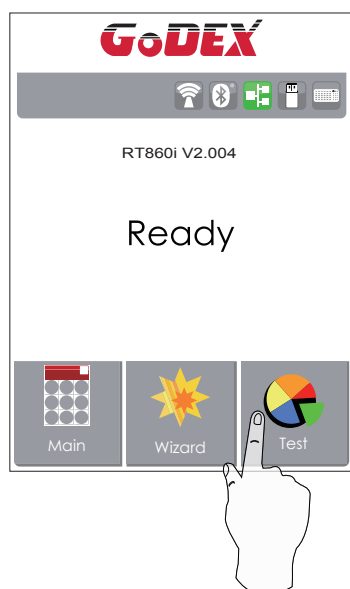 GoDEX
RT860i V2.004
Ready
Main
Wizard
Test